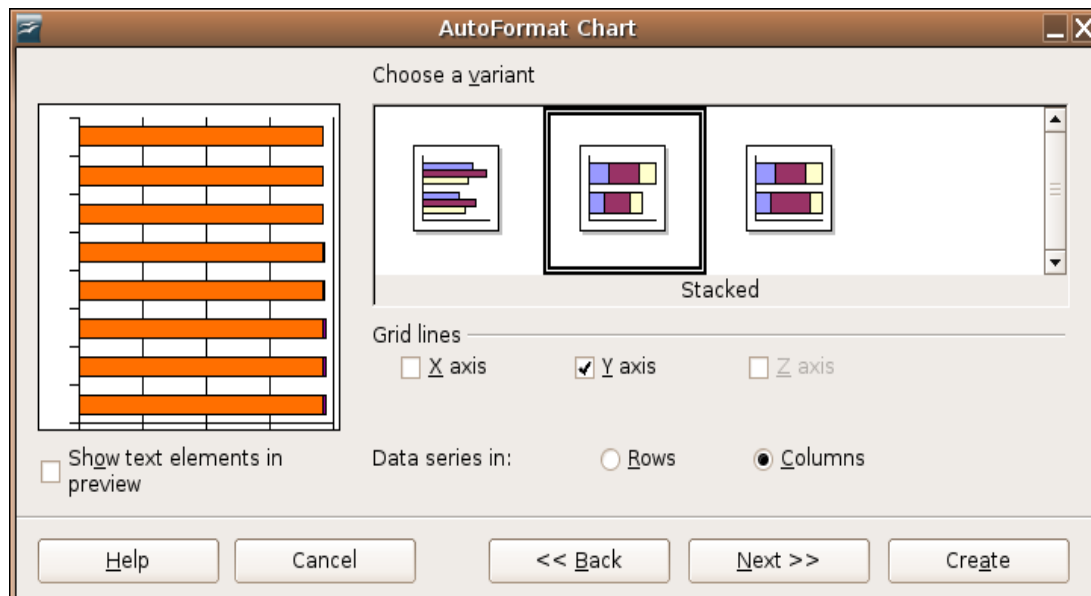 AutoFormat Chart
Choose a variant
Stacked
Grid lines
X axis
Y axis
Z axis
Show text elements in
preview
Data series in:
Rows
Columns
Help
Cancel
<< Back
Next >>
Create